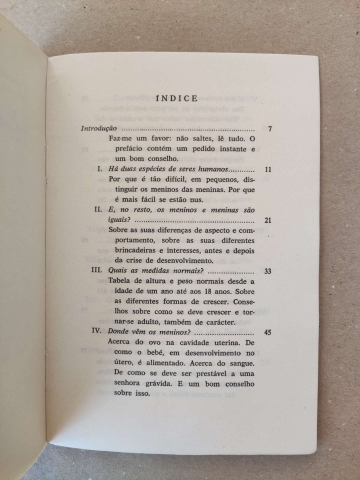 ÍNDICE
Introdução ........................................ 7
Faz-me um favor: não saltes, lê tudo. O
prefácio contém um pedido instante e
um bom conselho.
I. Há duas espécies de seres humanos ........... 11
Por que é tão difícil, em pequenos, dis-
tinguir os meninos das meninas. Por que
é mais fácil se estão nus.
II. E, no resto, os meninos e meninas são
iguais? ........................................ 21
Sobre as suas diferenças de aspecto e com-
portamento, sobre as suas diferentes
brincadeiras e interesses, antes e depois
da crise de desenvolvimento.
III. Quais as medidas normais? .................. 33
Tabela de altura e peso normais desde a
idade de um ano até aos 18 anos. Sobre
as diferentes formas de crescer. Conse-
lhos sobre como se deve crescer e tor-
nar-se adulto, também de carácter.
IV. Donde vêm os meninos? ...................... 45
Acerca do ovo na cavidade uterina. De
como o bebé, em desenvolvimento no
útero, é alimentado. Acerca do sangue.
De como se deve ser prestável a uma
senhora grávida. E um bom conselho
sobre isso.